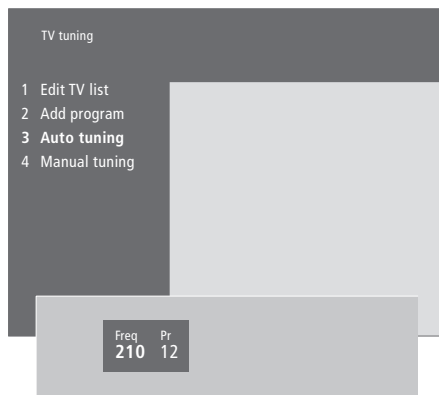 TV tuning
1 Edit TV list
2 Add program
3 Auto tuning
4 Manual tuning
Freq Pr
210 12